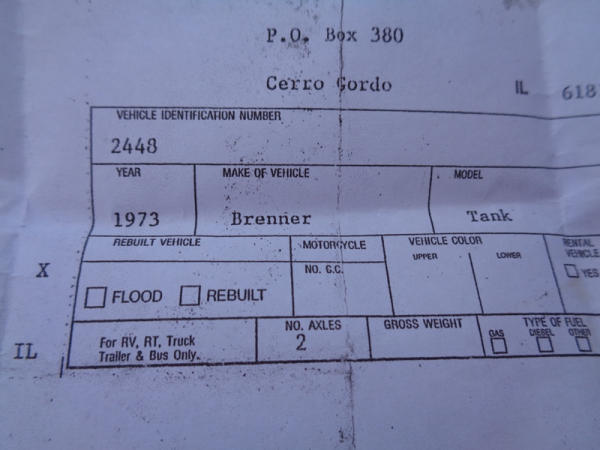 P.O. Box 380
Cerro Gordo IL 618
VEHICLE IDENTIFICATION NUMBER
2448
YEAR MAKE OF VEHICLE MODEL
1973 Brenner Tank
REBUILT VEHICLE MOTORCYCLE VEHICLE COLOR RENTAL VEHICLE
NO. C.C. UPPER LOWER
X FLOOD REBUILT YES
NO. AXLES GROSS WEIGHT TYPE OF FUEL
For RV, RT, Truck 2 GAS DIESEL OTHER
IL Trailer & Bus Only.